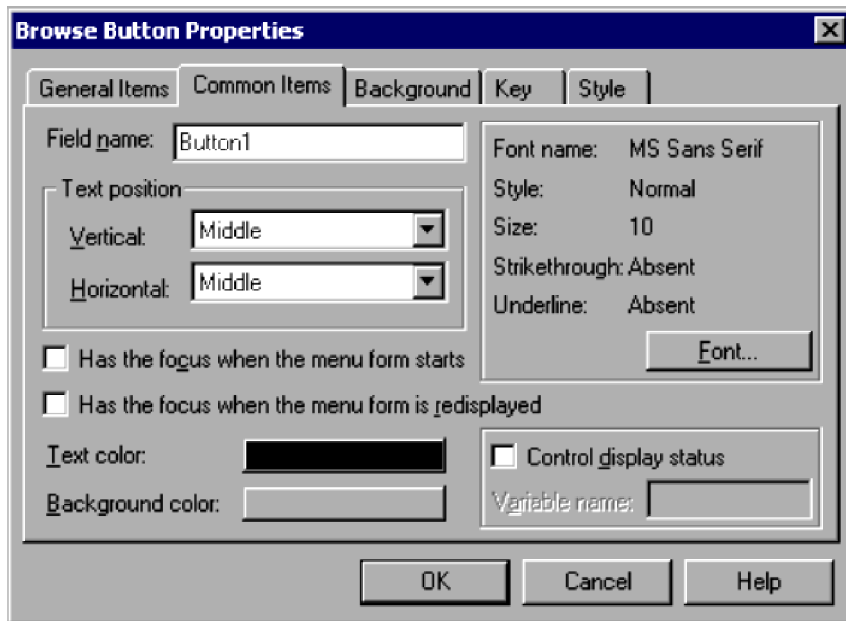 Browse Button Properties
General Items Common Items Background Key Style
Field name: Button1
Text position
Vertical: Middle
Horizontal: Middle
Has the focus when the menu form starts
Has the focus when the menu form is redisplayed
Text color:
Background color:
Font name: MS Sans Serif
Style: Normal
Size: 10
Strikethrough: Absent
Underline: Absent
Font...
Control display status
Variable name:
OK Cancel Help